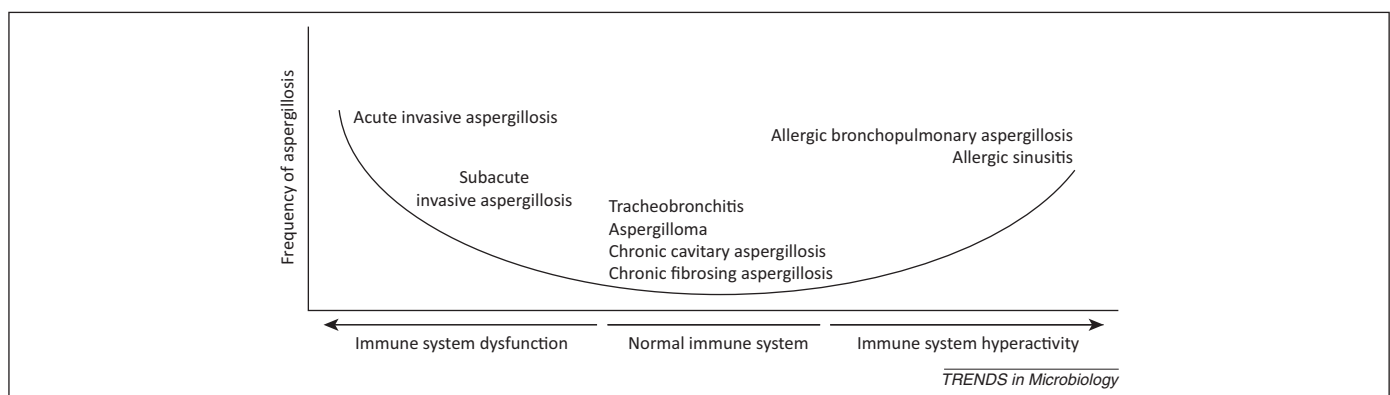 Frequency of aspergillosis
Acute invasive aspergillosis
Subacute
invasive aspergillosis
Tracheobronchitis
Aspergilloma
Chronic cavitary aspergillosis
Chronic fibrosing aspergillosis
Allergic bronchopulmonary aspergillosis
Allergic sinusitis
Immune system dysfunction
Normal immune system
Immune system hyperactivity
TRENDS in Microbiology